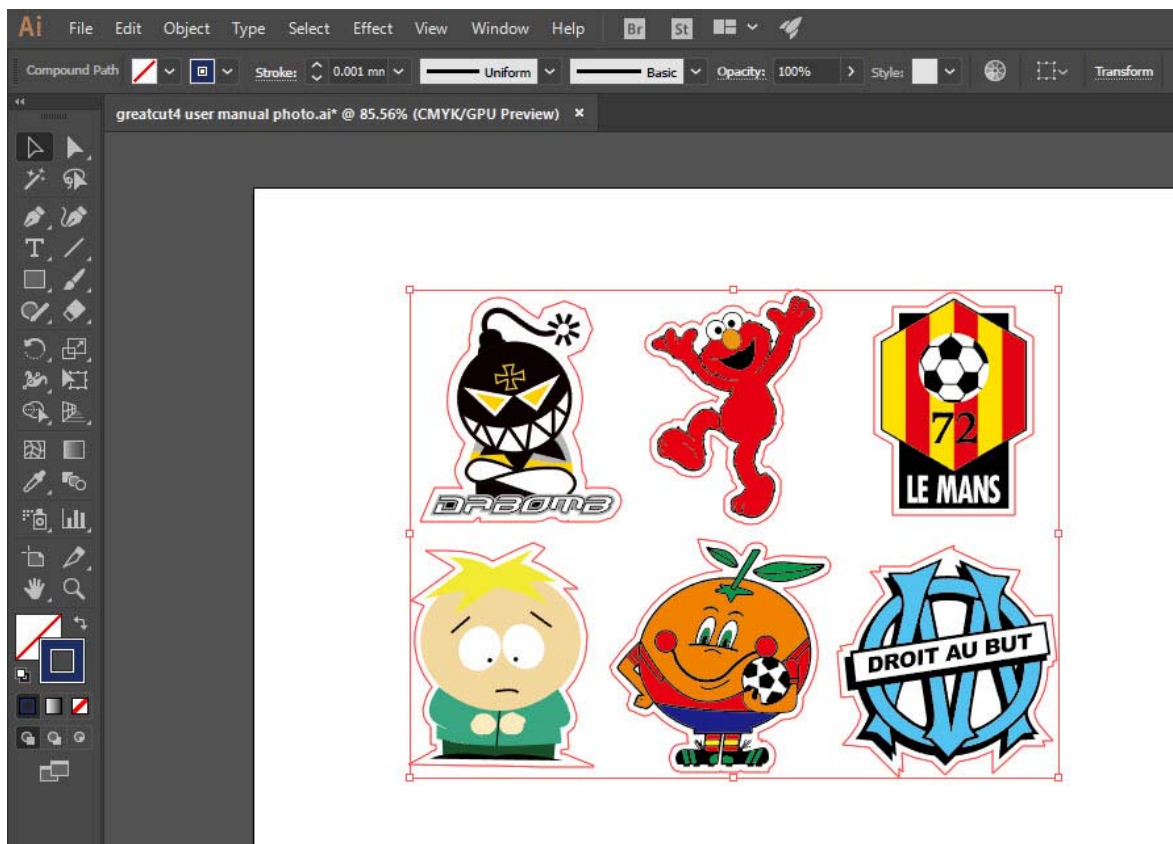 Ai File Edit Object Type Select Effect View Window Help Br St
Compound Path Stroke: 0.001 mn Uniform Basic Opacity: 100% Style: Transform
greatcut4 user manual photo.ai* @ 85.56% (CMYK/GPU Preview) ×
72
DABOMB
LE MANS
DROIT AU BUT